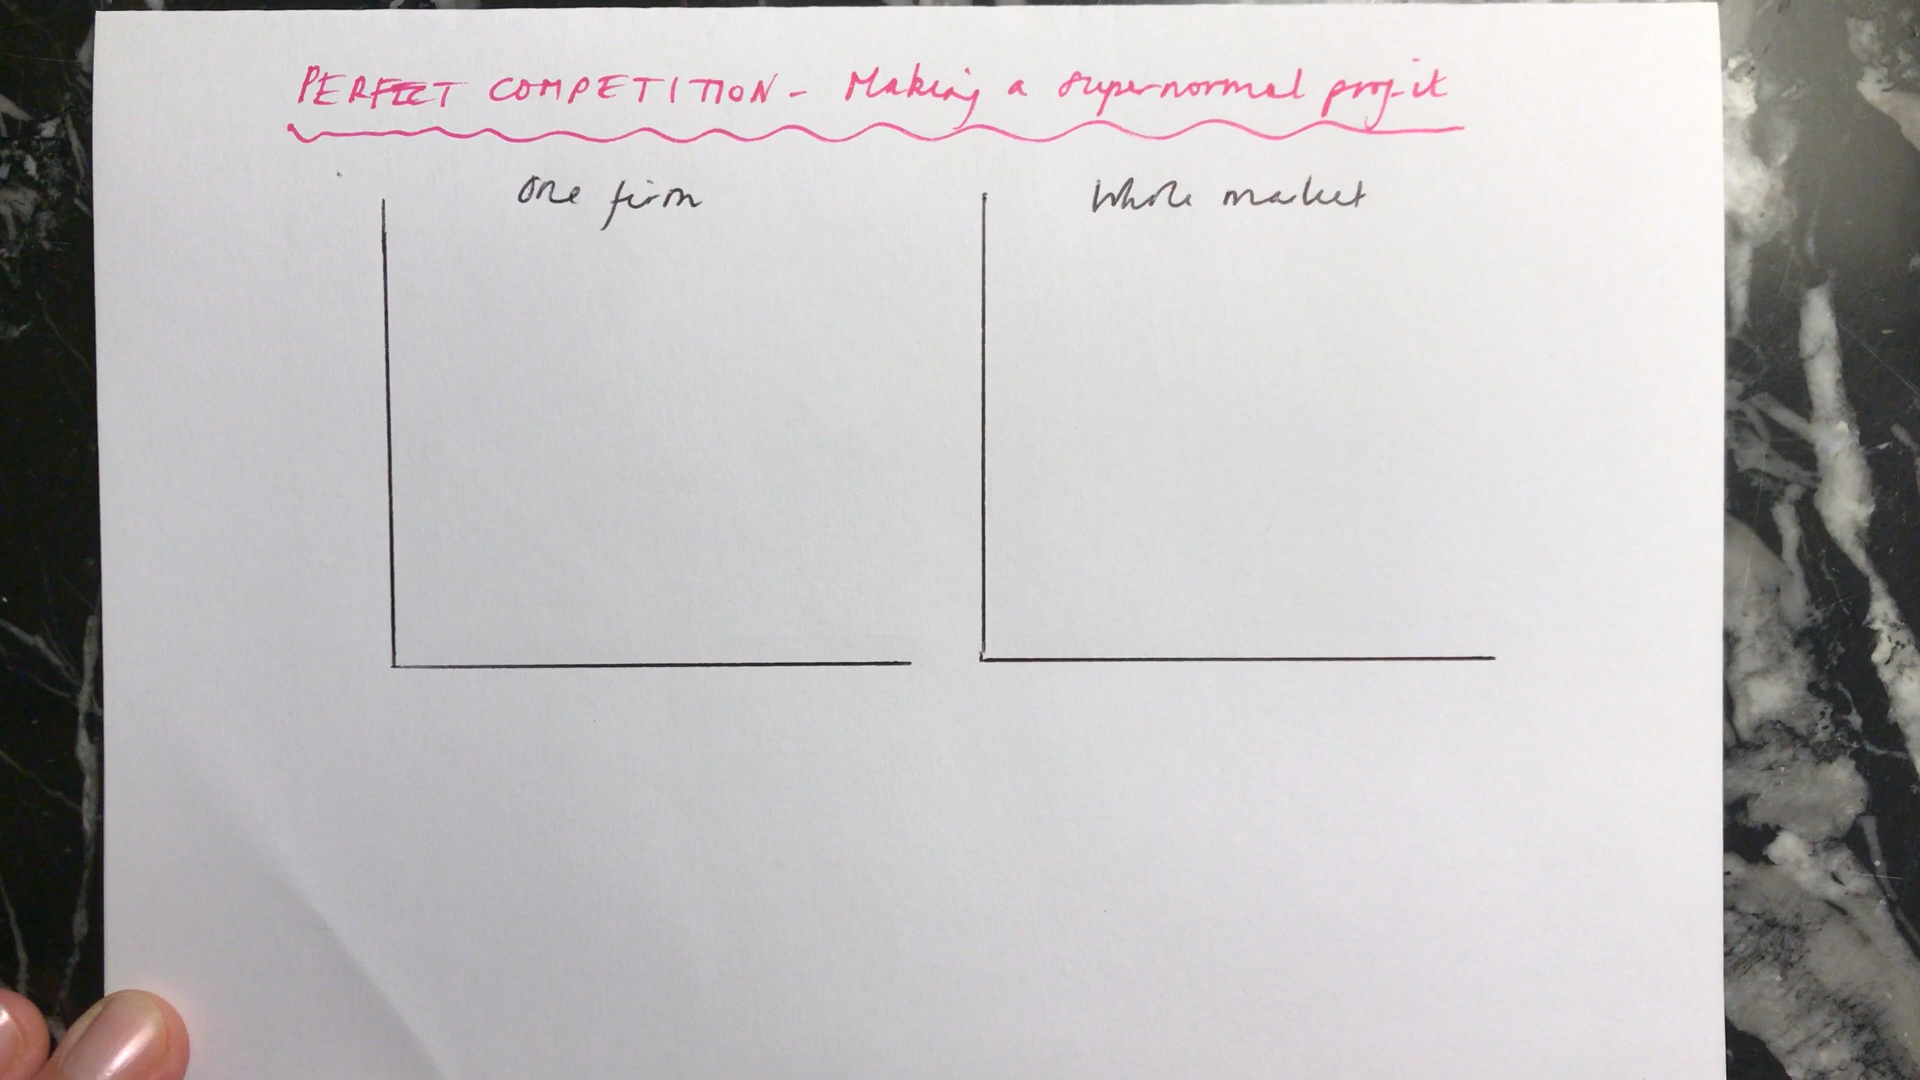 PERFECT COMPETITION - Making a supernormal profit
One firm
Whole market